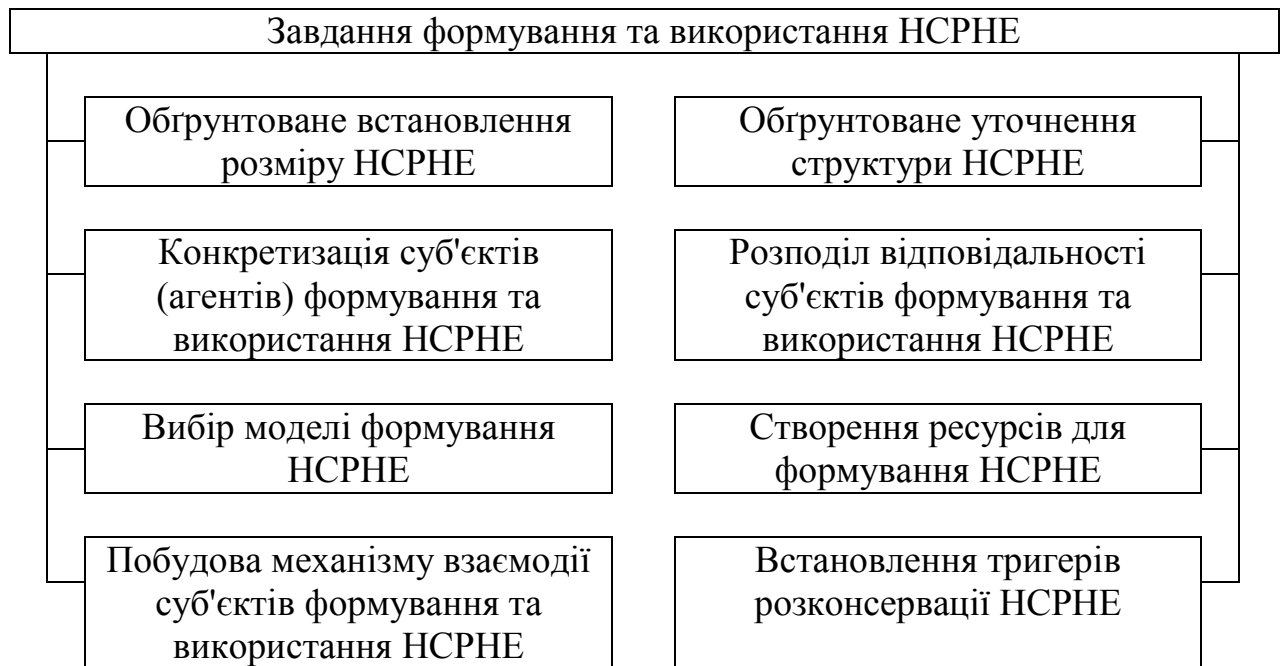 Завдання формування та використання НСРНЕ
Обґрунтоване встановлення
розміру НСРНЕ
Обґрунтоване уточнення
структури НСРНЕ
Конкретизація суб'єктів
(агентів) формування та
використання НСРНЕ
Розподіл відповідальності
суб'єктів формування та
використання НСРНЕ
Вибір моделі формування
НСРНЕ
Створення ресурсів для
формування НСРНЕ
Побудова механізму взаємодії
суб'єктів формування та
використання НСРНЕ
Встановлення тригерів
розконсервації НСРНЕ